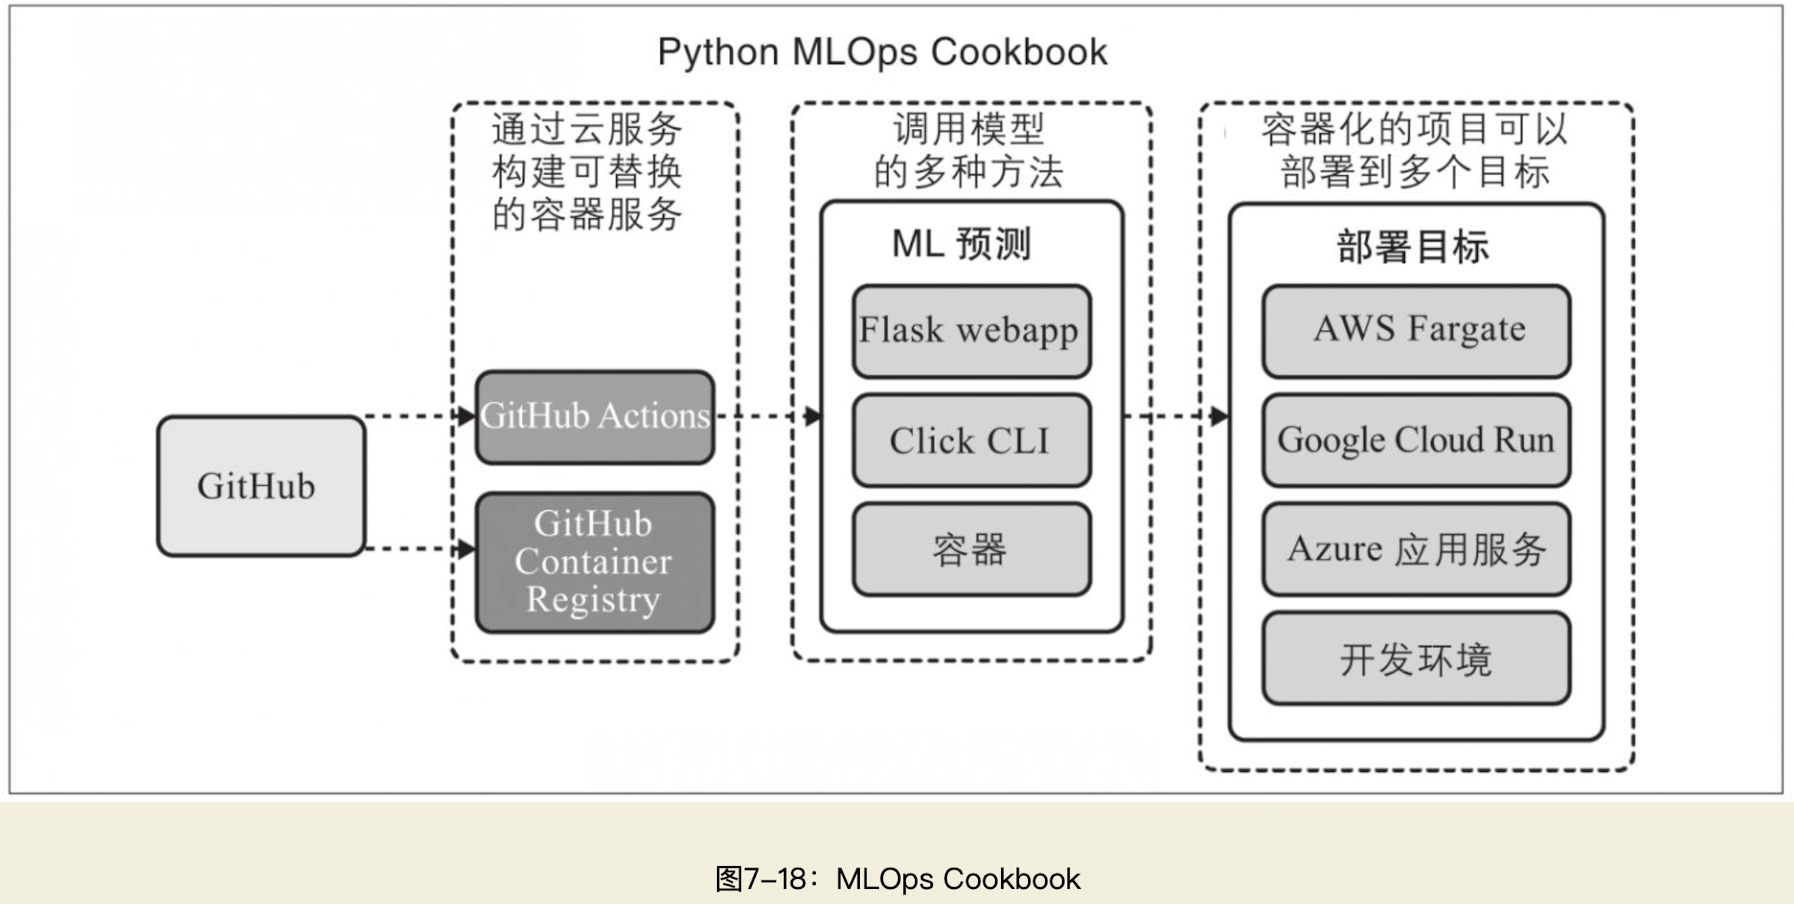 Python MLOps Cookbook
通过云服务
构建可替换
的容器服务
调用模型
的多种方法
容器化的项目可以
部署到多个目标
GitHub
GitHub Actions
GitHub
Container
Registry
ML 预测
Flask webapp
Click CLI
容器
部署目标
AWS Fargate
Google Cloud Run
Azure 应用服务
开发环境
图7-18：MLOps Cookbook